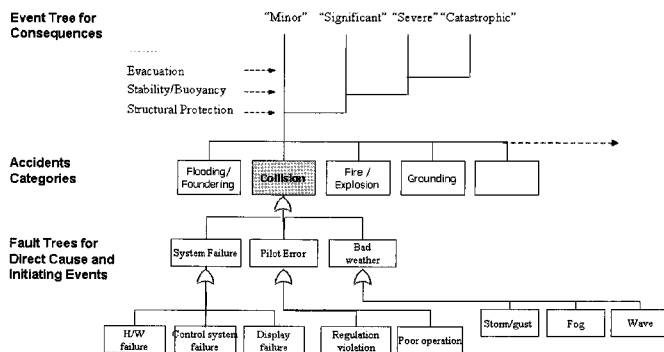 Event Tree for
Consequences
"Minor" "Significant" "Severe" "Catastrophic"
......
Evacuation
Stability/Buoyancy
Structural Protection
Accidents
Categories
Flooding/
Foundering
Collision
Fire /
Explosion
Grounding
Fault Trees for
Direct Cause and
Initiating Events
System Failure
Pilot Error
Bad
weather
H/W
failure
Control system
failure
Display
failure
Regulation
violation
Poor operation
Storm/gust
Fog
Wave